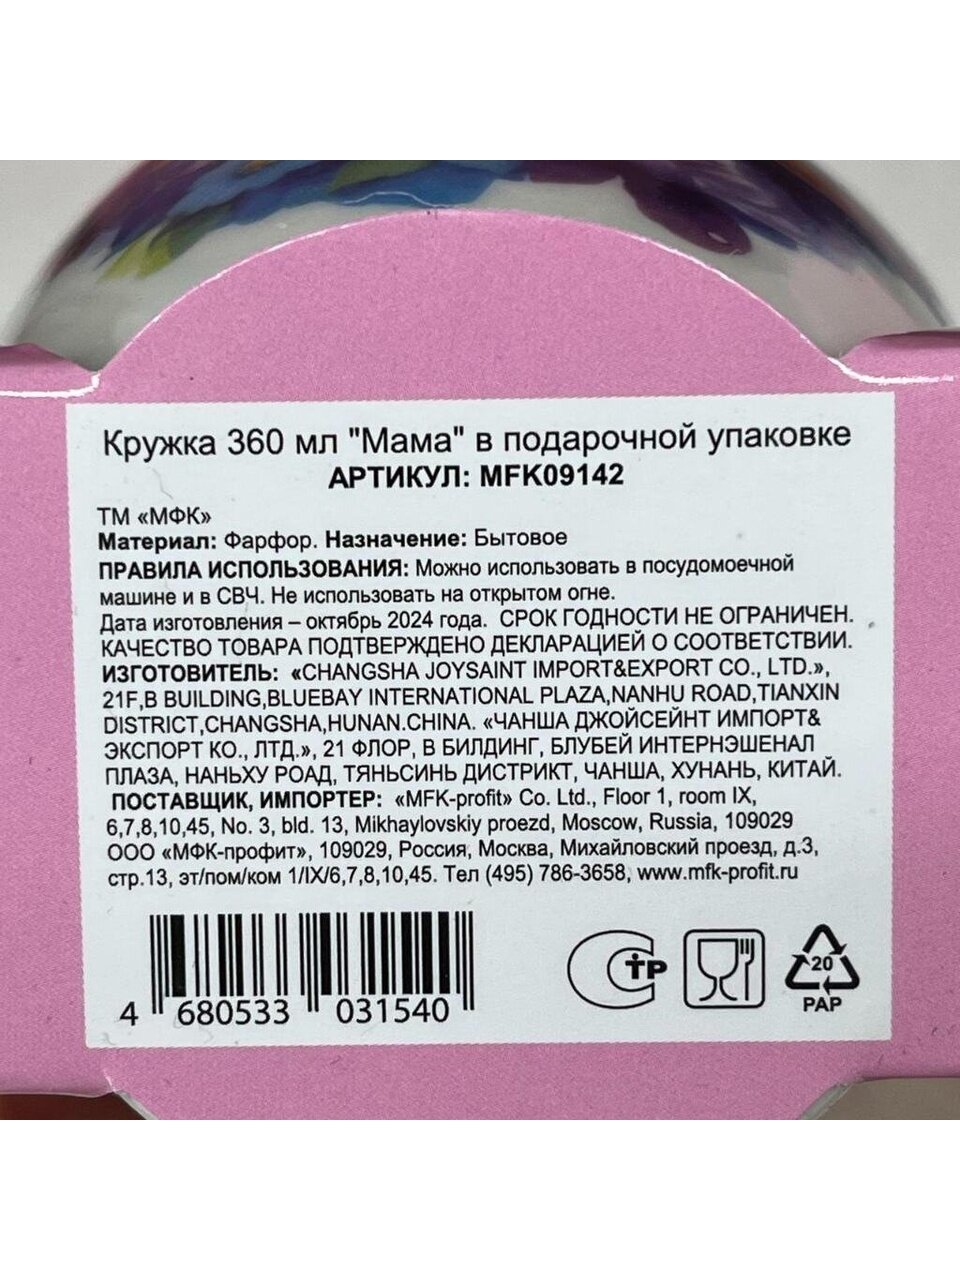 Кружка 360 мл "Мама" в подарочной упаковке
АРТИКУЛ: MFK09142
ТМ «МФК»
Материал: Фарфор. Назначение: Бытовое
ПРАВИЛА ИСПОЛЬЗОВАНИЯ: Можно использовать в посудомоечной
машине и в СВЧ. Не использовать на открытом огне.
Дата изготовления – октябрь 2024 года. СРОК ГОДНОСТИ НЕ ОГРАНИЧЕН.
КАЧЕСТВО ТОВАРА ПОДТВЕРЖДЕНО ДЕКЛАРАЦИЕЙ О СООТВЕТСТВИИ.
ИЗГОТОВИТЕЛЬ: «CHANGSHA JOYSAINT IMPORT&EXPORT CO., LTD.»,
21F,B BUILDING,BLUEBAY INTERNATIONAL PLAZA,NANHU ROAD,TIANXIN
DISTRICT,CHANGSHA,HUNAN.CHINA. «ЧАНША ДЖОЙСЕЙНТ ИМПОРТ&
ЭКСПОРТ КО., ЛТД.», 21 ФЛОР, В БИЛДИНГ, БЛУБЕЙ ИНТЕРНЭШЕНАЛ
ПЛАЗА, НАНЬХУ РОАД, ТЯНЬСИНЬ ДИСТРИКТ, ЧАНША, ХУНАНЬ, КИТАЙ.
ПОСТАВЩИК, ИМПОРТЕР: «MFK-profit» Co. Ltd., Floor 1, room IX,
6,7,8,10,45, No. 3, bld. 13, Mikhaylovskiy proezd, Moscow, Russia, 109029
ООО «МФК-профит», 109029, Россия, Москва, Михайловский проезд, д.3,
стр.13, эт/пом/ком 1/IX/6,7,8,10,45. Тел (495) 786-3658, www.mfk-profit.ru
4 680533 031540
СТР
20
PAP